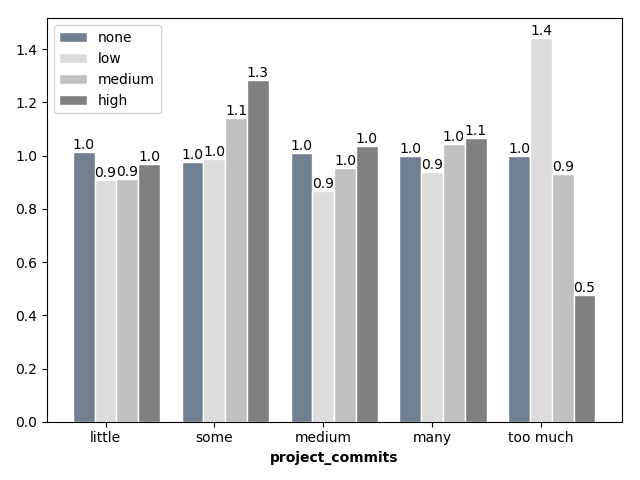 none
low
medium
high
1.4
1.2
1.0
0.8
0.6
0.4
0.2
0.0
1.0 0.9 0.9 1.0
1.0 1.0 1.1 1.3
1.0 0.9 1.0 1.0
1.0 0.9 1.0 1.1
1.0 1.4 0.9 0.5
little some medium many too much
project_commits